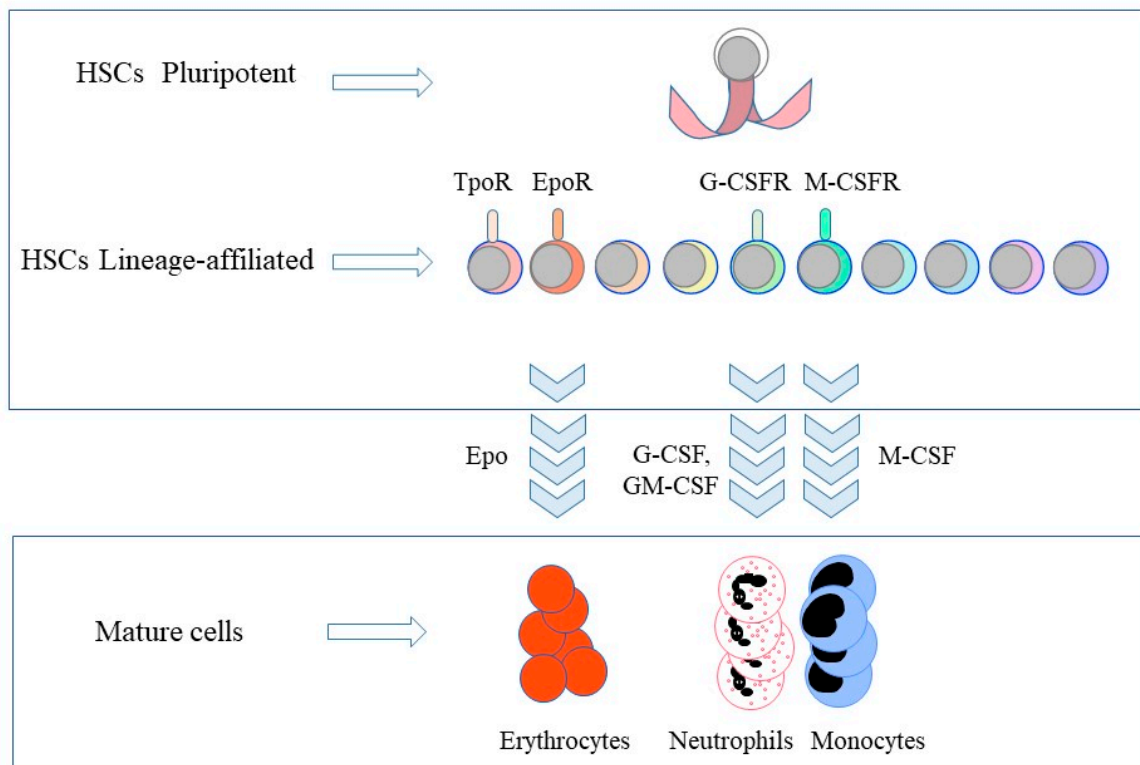 HSCs Pluripotent
TpoR EpoR G-CSFR M-CSFR
HSCs Lineage-affiliated
Epo G-CSF, M-CSF
GM-CSF
Mature cells
Erythrocytes Neutrophils Monocytes